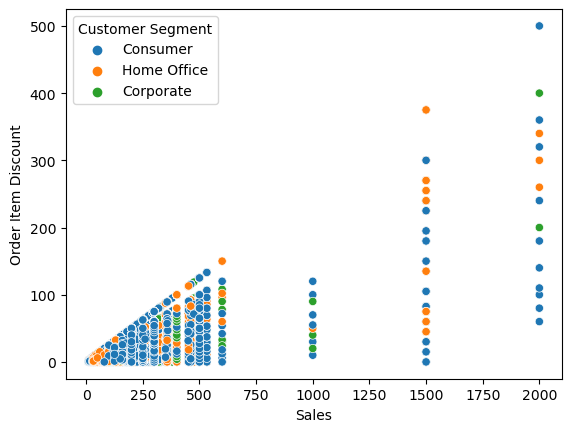 Customer Segment
Consumer
Home Office
Corporate
Order Item Discount
500
400
300
200
100
0
0 250 500 750 1000 1250 1500 1750 2000
Sales